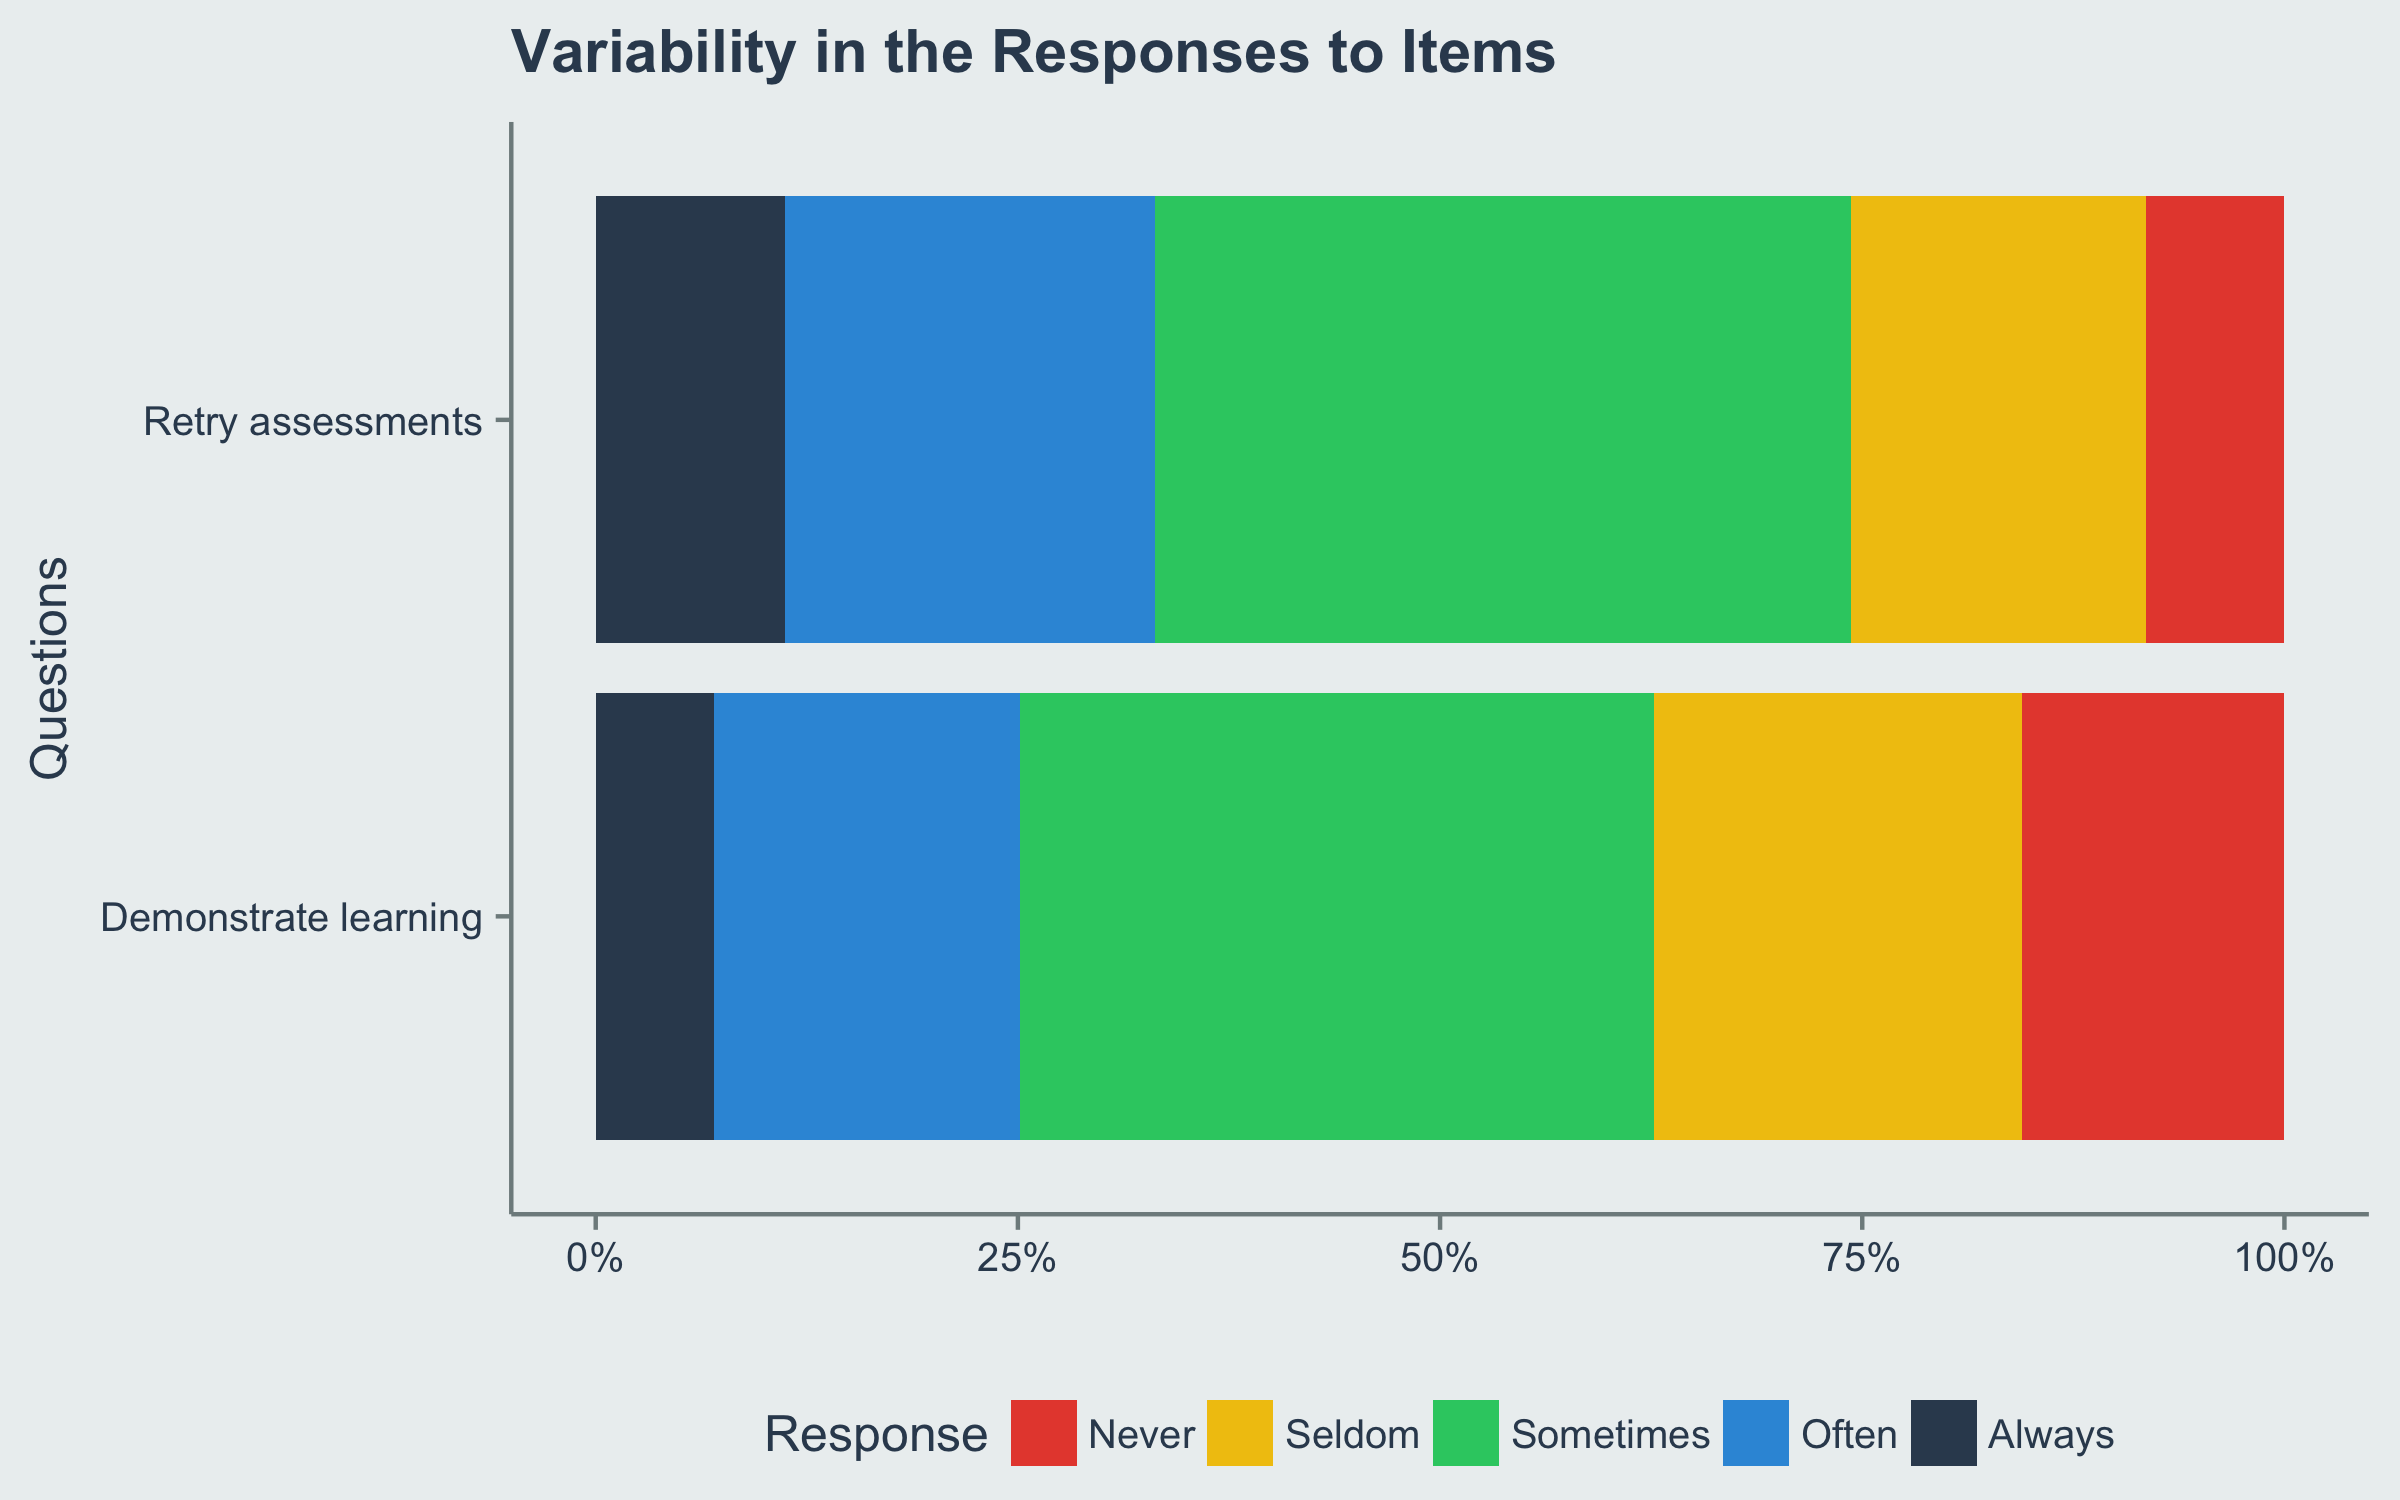 Variability in the Responses to Items
Questions
Retry assessments
Demonstrate learning
0% 25% 50% 75% 100%
Response Never Seldom Sometimes Often Always